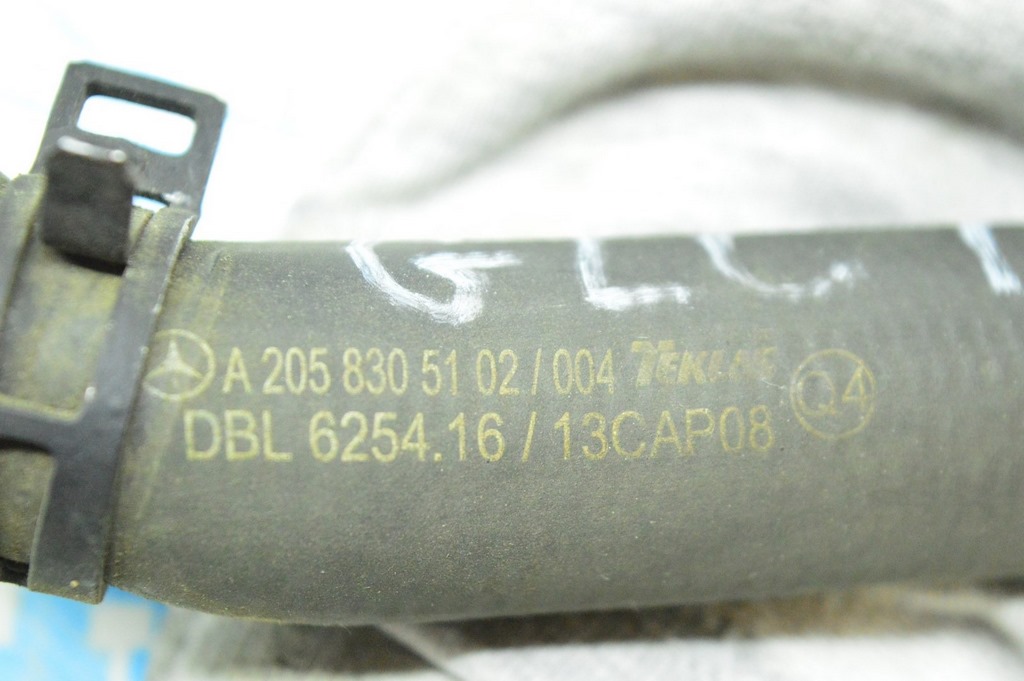 GLC
A 205 830 51 02 / 004 TEKLAS Q4
DBL 6254.16 / 13CAP08